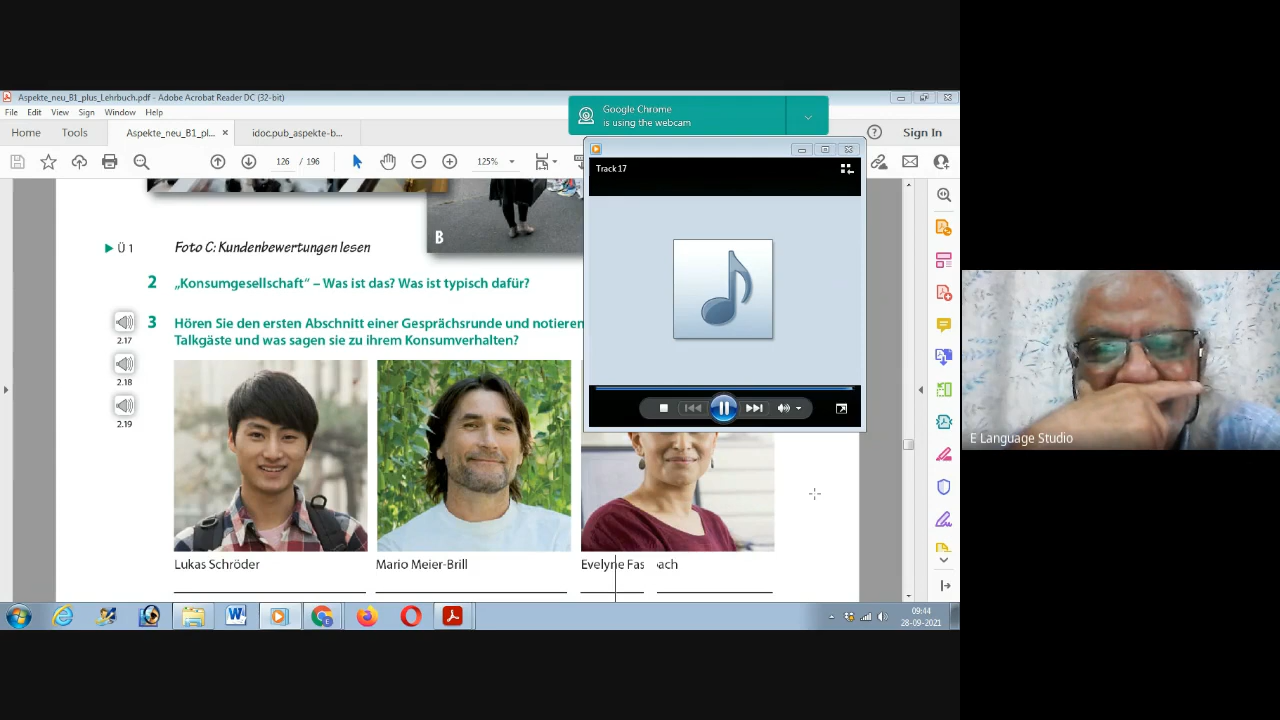 Aspekte_neu_B1_plus_Lehrbuch.pdf - Adobe Acrobat Reader DC (32-bit)
File Edit View Sign Window Help
Home Tools Aspekte_neu_B1_pl... × idoc.pub_aspekte-b... Sign In
126 / 196 125%
Google Chrome
is using the webcam
Track 17
B
Ü 1 Foto C: Kundenbewertungen lesen
2 „Konsumgesellschaft“ – Was ist das? Was ist typisch dafür?
3 Hören Sie den ersten Abschnitt einer Gesprächsrunde und notieren
2.17 Talkgäste und was sagen sie zu ihrem Konsumverhalten?
2.18
2.19
Lukas Schröder Mario Meier-Brill Evelyne Fas bach
09:44
28-09-2021
E Language Studio